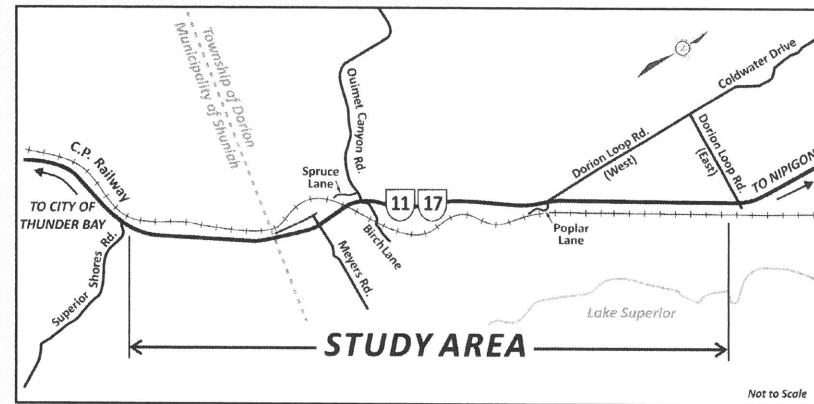 Township of Dorion
Municipality of Shuniah
Ouimet Canyon Rd.
Coldwater Drive
C.P. Railway
Dorion Loop Rd.
(West)
Dorion Loop Rd.
(East)
Spruce
Lane
11 17
TO NIPIGON
TO CITY OF
THUNDER BAY
Birch Lane
Poplar
Lane
Meyers Rd.
Superior Shores Rd.
Lake Superior
STUDY AREA
Not to Scale